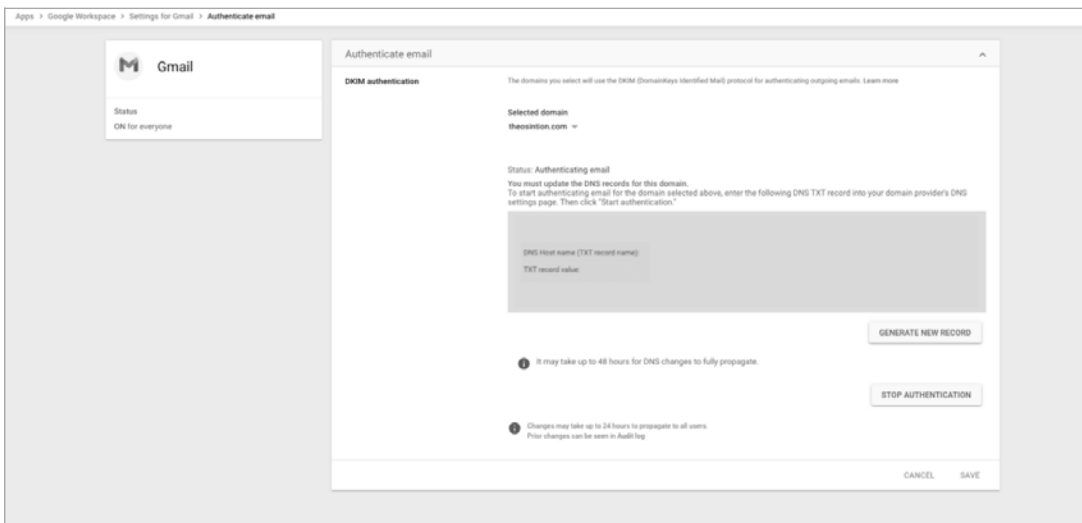 Apps > Google Workspace > Settings for Gmail > Authenticate email
Gmail
Status
ON for everyone
Authenticate email
DKIM authentication
The domains you select will use the DKIM (DomainKeys Identified Mail) protocol for authenticating outgoing emails. Learn more
Selected domain
theosintion.com
Status: Authenticating email
You must update the DNS records for this domain.
To start authenticating email for the domain selected above, enter the following DNS TXT record into your domain provider's DNS
settings page. Then click "Start authentication."
DNS Host name (TXT record name):
TXT record value:
GENERATE NEW RECORD
It may take up to 48 hours for DNS changes to fully propagate.
STOP AUTHENTICATION
Changes may take up to 24 hours to propagate to all users.
Prior changes can be seen in Audit log
CANCEL SAVE